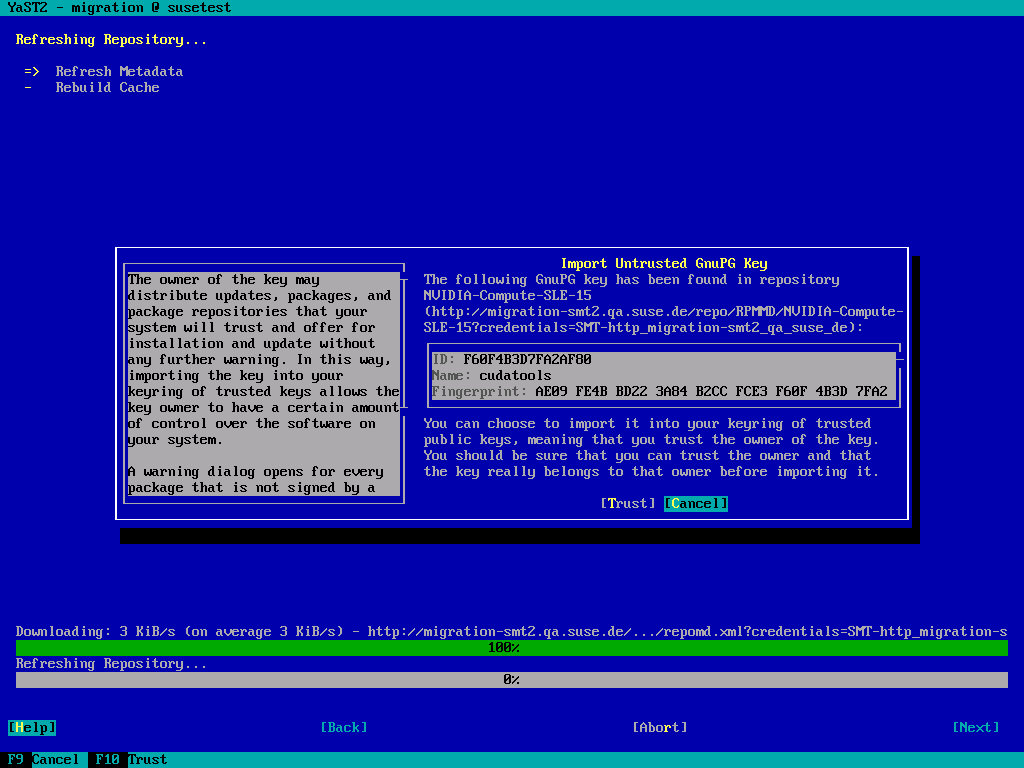 YaST2 - migration @ susetest
Refreshing Repository...
=> Refresh Metadata
- Rebuild Cache
The owner of the key may
distribute updates, packages, and
package repositories that your
system will trust and offer for
installation and update without
any further warning. In this way,
importing the key into your
keyring of trusted keys allows the
key owner to have a certain amount
of control over the software on
your system.
A warning dialog opens for every
package that is not signed by a
Import Untrusted GnuPG Key
The following GnuPG key has been found in repository
NVIDIA-Compute-SLE-15
(http://migration-smt2.qa.suse.de/repo/RPMMD/NVIDIA-Compute-
SLE-15?credentials=SMT-http_migration-smt2_qa_suse_de):
ID: F60F4B3D7FA2AF80
Name: cudatools
Fingerprint: AE09 FE4B BD22 3A84 B2CC FCE3 F60F 4B3D 7FA2
You can choose to import it into your keyring of trusted
public keys, meaning that you trust the owner of the key.
You should be sure that you can trust the owner and that
the key really belongs to that owner before importing it.
[Trust] [Cancel]
Downloading: 3 KiB/s (on average 3 KiB/s) - http://migration-smt2.qa.suse.de/.../repomd.xml?credentials=SMT-http_migration-s
100%
Refreshing Repository...
0%
[Help] [Back] [Abort] [Next]
F9 Cancel F10 Trust